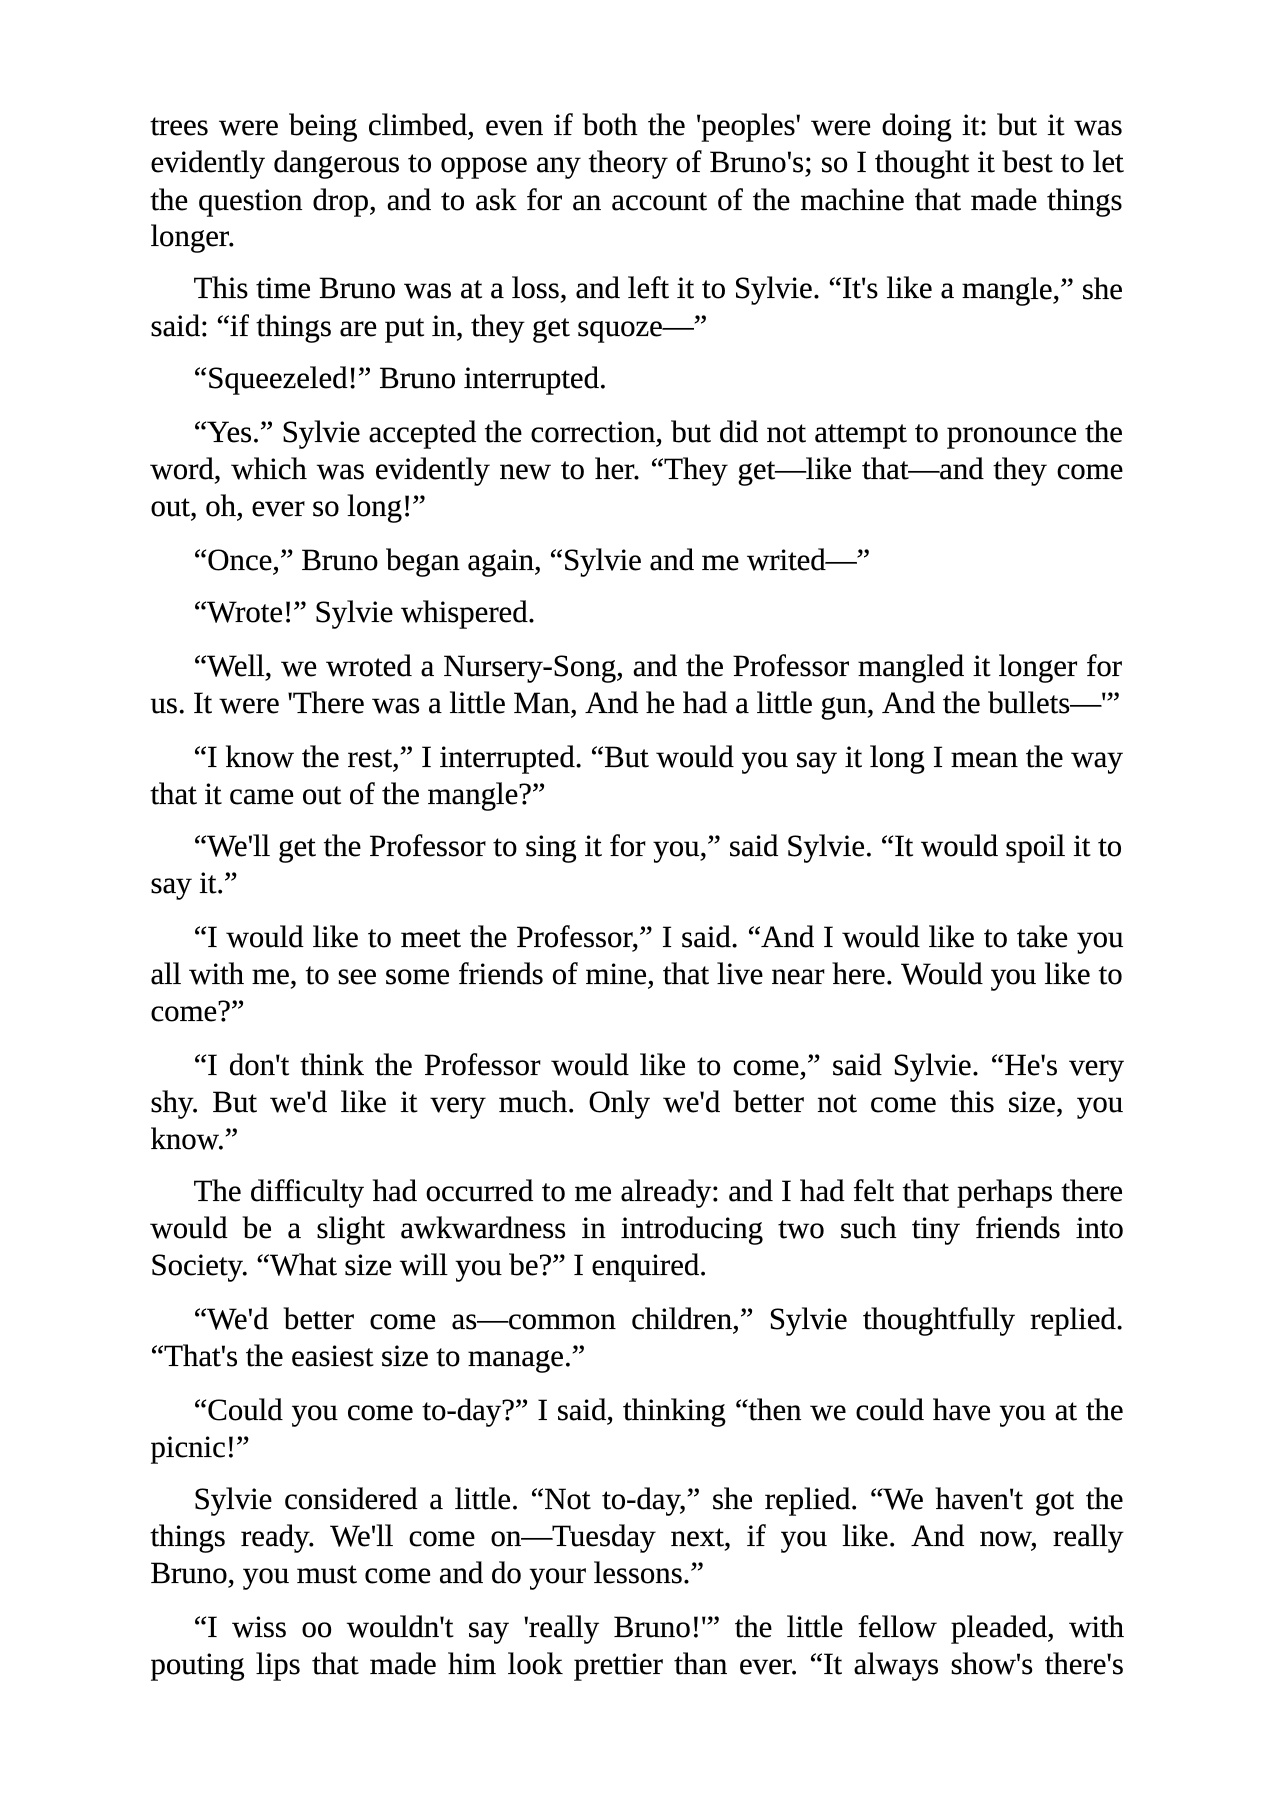 trees were being climbed, even if both the 'peoples' were doing it: but it was
evidently dangerous to oppose any theory of Bruno's; so I thought it best to let
the question drop, and to ask for an account of the machine that made things
longer.
This time Bruno was at a loss, and left it to Sylvie. “It's like a mangle,” she
said: “if things are put in, they get squoze—”
“Squeezeled!” Bruno interrupted.
“Yes.” Sylvie accepted the correction, but did not attempt to pronounce the
word, which was evidently new to her. “They get—like that—and they come
out, oh, ever so long!”
“Once,” Bruno began again, “Sylvie and me writed—”
“Wrote!” Sylvie whispered.
“Well, we wroted a Nursery-Song, and the Professor mangled it longer for
us. It were 'There was a little Man, And he had a little gun, And the bullets—'”
“I know the rest,” I interrupted. “But would you say it long I mean the way
that it came out of the mangle?”
“We'll get the Professor to sing it for you,” said Sylvie. “It would spoil it to
say it.”
“I would like to meet the Professor,” I said. “And I would like to take you
all with me, to see some friends of mine, that live near here. Would you like to
come?”
“I don't think the Professor would like to come,” said Sylvie. “He's very
shy. But we'd like it very much. Only we'd better not come this size, you
know.”
The difficulty had occurred to me already: and I had felt that perhaps there
would be a slight awkwardness in introducing two such tiny friends into
Society. “What size will you be?” I enquired.
“We'd better come as—common children,” Sylvie thoughtfully replied.
“That's the easiest size to manage.”
“Could you come to-day?” I said, thinking “then we could have you at the
picnic!”
Sylvie considered a little. “Not to-day,” she replied. “We haven't got the
things ready. We'll come on—Tuesday next, if you like. And now, really
Bruno, you must come and do your lessons.”
“I wiss oo wouldn't say 'really Bruno!'” the little fellow pleaded, with
pouting lips that made him look prettier than ever. “It always show's there's